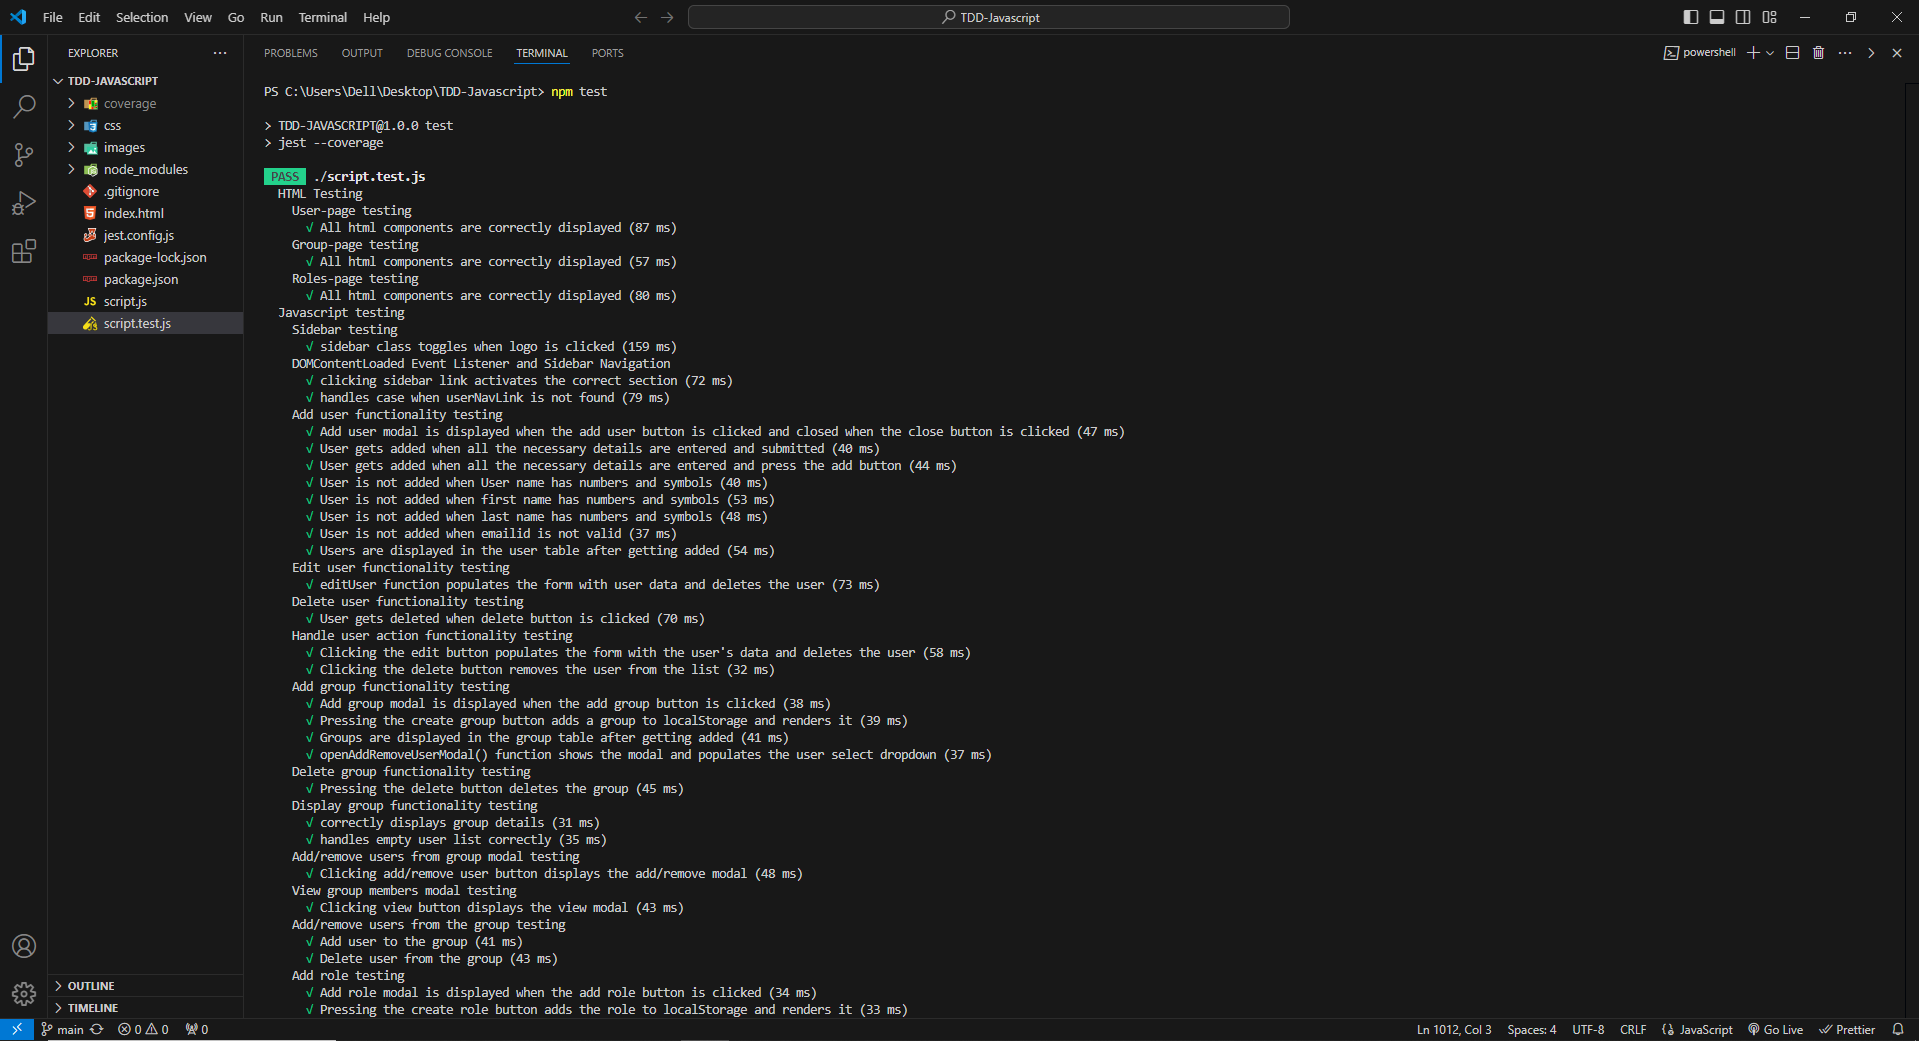 File Edit Selection View Go Run Terminal Help
TDD-Javascript
EXPLORER
TDD-JAVASCRIPT
coverage
css
images
node_modules
.gitignore
index.html
jest.config.js
package-lock.json
package.json
JS script.js
script.test.js
OUTLINE
TIMELINE
PROBLEMS OUTPUT DEBUG CONSOLE TERMINAL PORTS
powershell
PS C:\Users\Dell\Desktop\TDD-Javascript> npm test
> TDD-JAVASCRIPT@1.0.0 test
> jest --coverage
PASS ./script.test.js
HTML Testing
User-page testing
√ All html components are correctly displayed (87 ms)
Group-page testing
√ All html components are correctly displayed (57 ms)
Roles-page testing
√ All html components are correctly displayed (80 ms)
Javascript testing
Sidebar testing
√ sidebar class toggles when logo is clicked (159 ms)
DOMContentLoaded Event Listener and Sidebar Navigation
√ clicking sidebar link activates the correct section (72 ms)
√ handles case when userNavLink is not found (79 ms)
Add user functionality testing
√ Add user modal is displayed when the add user button is clicked and closed when the close button is clicked (47 ms)
√ User gets added when all the necessary details are entered and submitted (40 ms)
√ User gets added when all the necessary details are entered and press the add button (44 ms)
√ User is not added when User name has numbers and symbols (40 ms)
√ User is not added when first name has numbers and symbols (53 ms)
√ User is not added when last name has numbers and symbols (48 ms)
√ User is not added when emailid is not valid (37 ms)
√ Users are displayed in the user table after getting added (54 ms)
Edit user functionality testing
√ editUser function populates the form with user data and deletes the user (73 ms)
Delete user functionality testing
√ User gets deleted when delete button is clicked (70 ms)
Handle user action functionality testing
√ Clicking the edit button populates the form with the user's data and deletes the user (58 ms)
√ Clicking the delete button removes the user from the list (32 ms)
Add group functionality testing
√ Add group modal is displayed when the add group button is clicked (38 ms)
√ Pressing the create group button adds a group to localStorage and renders it (39 ms)
√ Groups are displayed in the group table after getting added (41 ms)
√ openAddRemoveUserModal() function shows the modal and populates the user select dropdown (37 ms)
Delete group functionality testing
√ Pressing the delete button deletes the group (45 ms)
Display group functionality testing
√ correctly displays group details (31 ms)
√ handles empty user list correctly (35 ms)
Add/remove users from group modal testing
√ Clicking add/remove user button displays the add/remove modal (48 ms)
View group members modal testing
√ Clicking view button displays the view modal (43 ms)
Add/remove users from the group testing
√ Add user to the group (41 ms)
√ Delete user from the group (43 ms)
Add role testing
√ Add role modal is displayed when the add role button is clicked (34 ms)
√ Pressing the create role button adds the role to localStorage and renders it (33 ms)
main 0 0 0 Ln 1012, Col 3 Spaces: 4 UTF-8 CRLF JavaScript Go Live Prettier